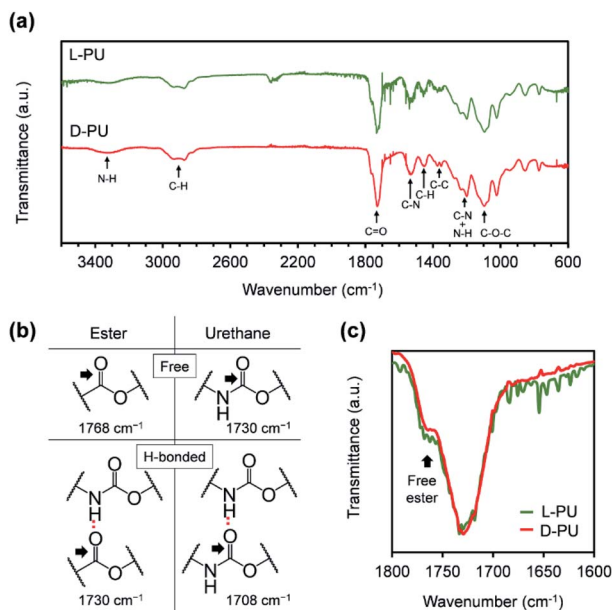 (a)
L-PU
D-PU
N-H
C-H
C=O
C-N
C-H
C-C
C-N
+
N-H
C-O-C
Transmittance (a.u.)
3400 3000 2600 2200 1800 1400 1000 600
Wavenumber (cm⁻¹)
(b)
Ester Urethane
Free
O
O
1768 cm⁻¹
O
N
H
O
1730 cm⁻¹
H-bonded
O
N
H
O
O
O
1730 cm⁻¹
O
N
H
O
O
N
H
O
1708 cm⁻¹
(c)
Transmittance (a.u.)
Free
ester
L-PU
D-PU
1800 1750 1700 1650 1600
Wavenumber (cm⁻¹)